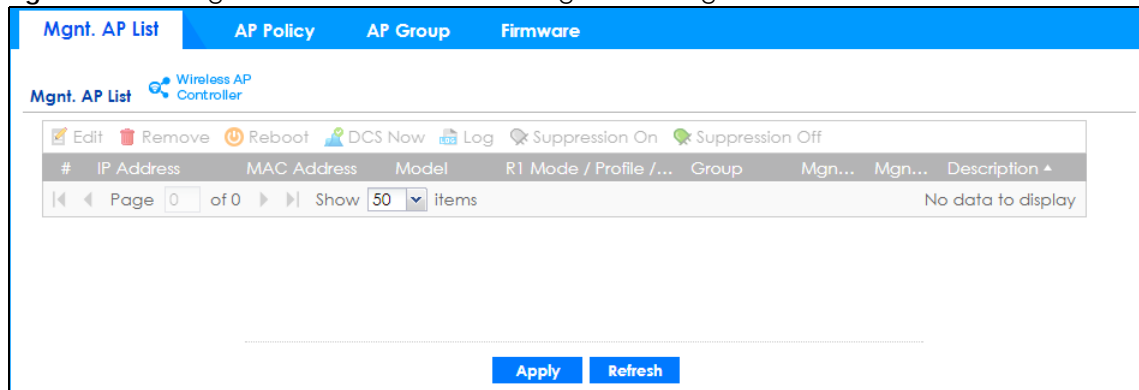 Mgnt. AP List AP Policy AP Group Firmware
Mgnt. AP List Wireless AP
Controller
Edit Remove Reboot DCS Now Log Suppression On Suppression Off
# IP Address MAC Address Model R1 Mode / Profile /... Group Mgn... Mgn... Description
Page 0 of 0 Show 50 items No data to display
Apply Refresh